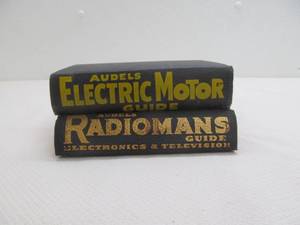 AUDELS
ELECTRIC MOTOR
GUIDE
AUDELS
RADIOMANS
GUIDE
ELECTRONICS & TELEVISION